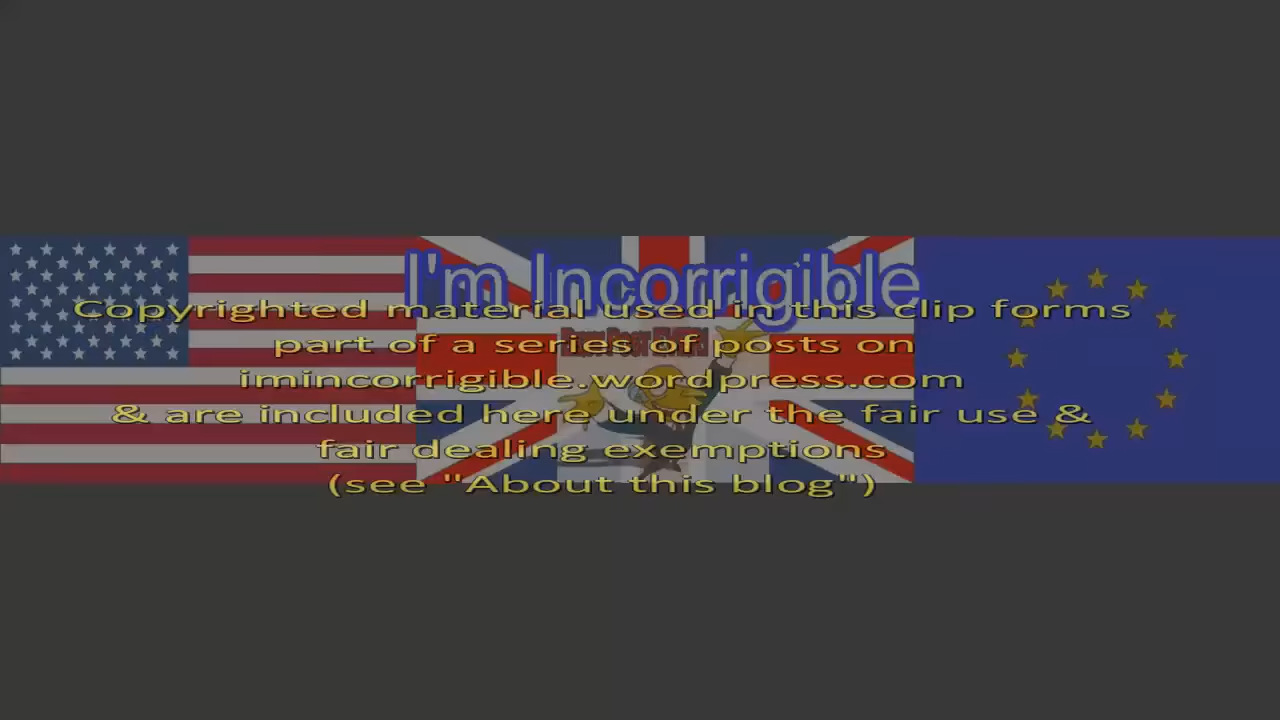 I'm Incorrigible
Copyrighted material used in this clip forms
part of a series of posts on
imincorrigible.wordpress.com
& are included here under the fair use &
fair dealing exemptions
(see "About this blog")